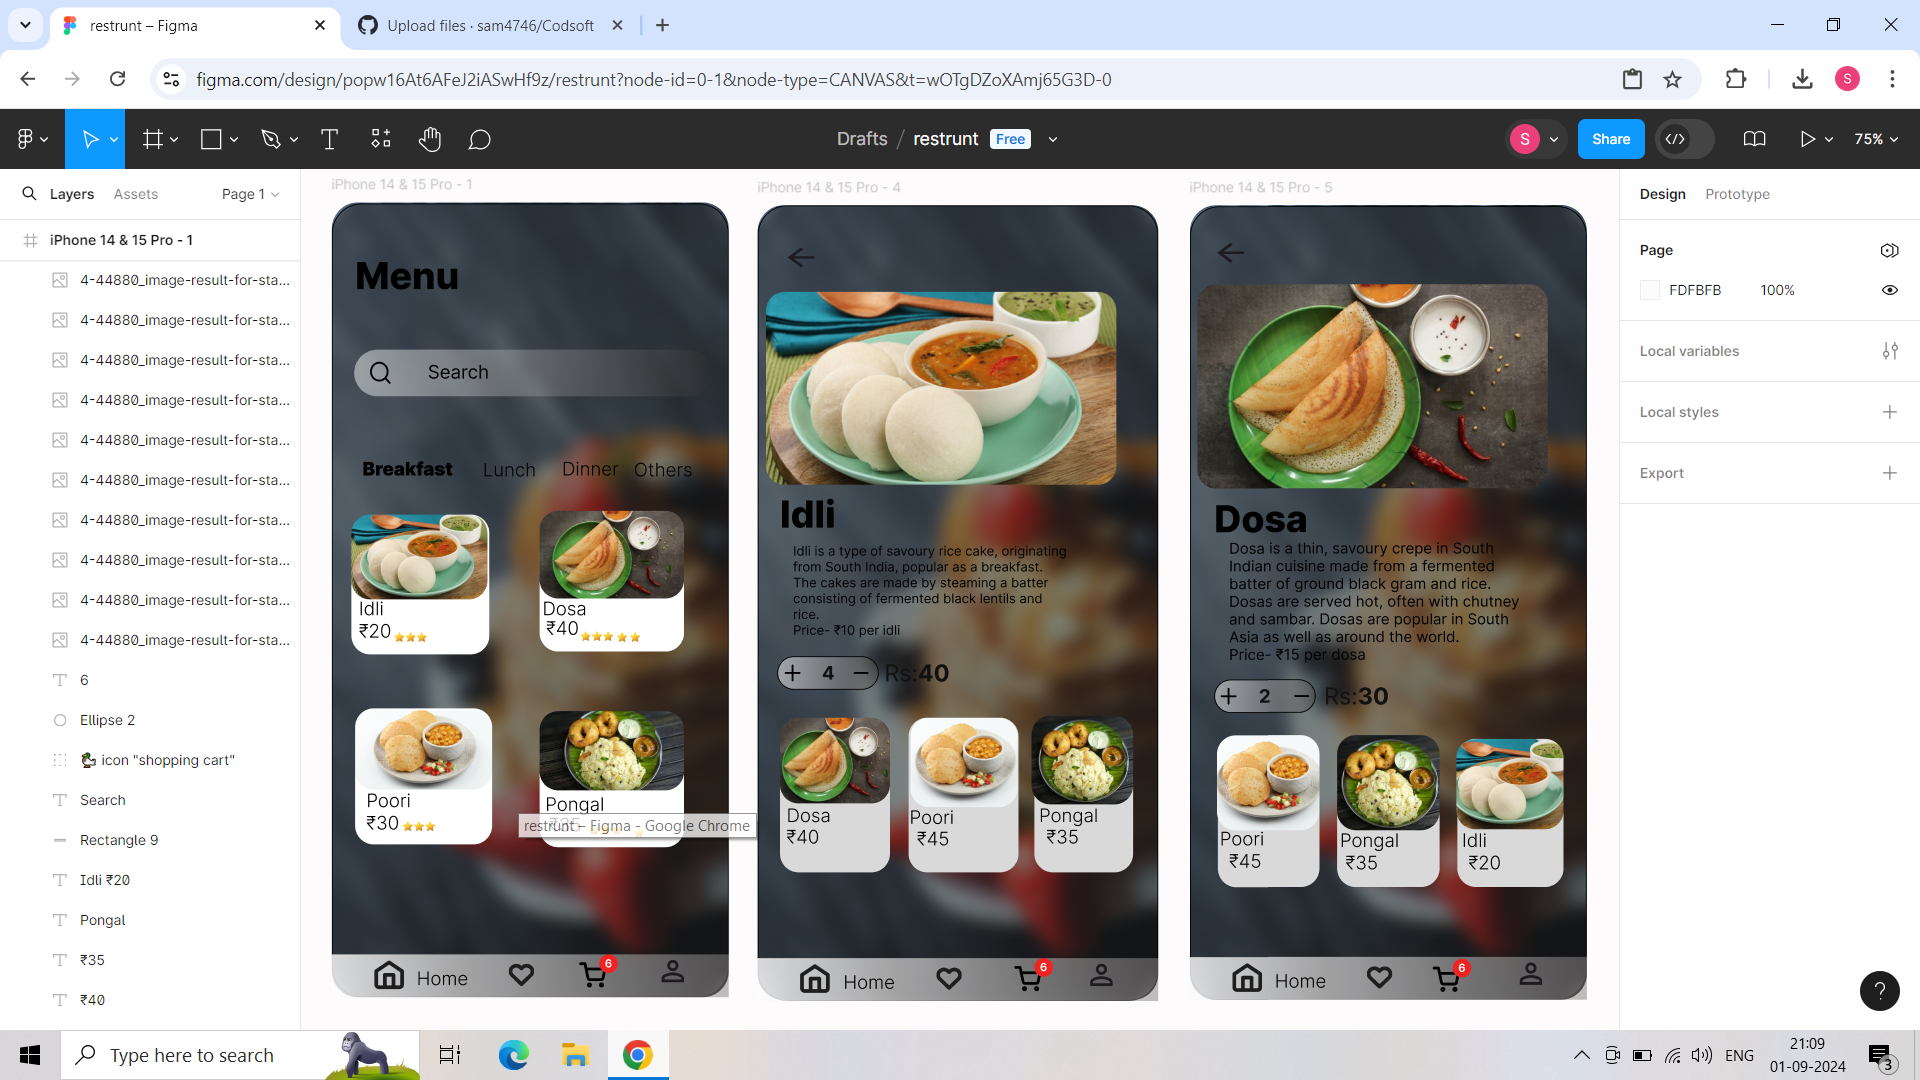 restrunt – Figma
Upload files · sam4746/Codsoft
figma.com/design/popw16At6AFeJ2iASwHf9z/restrunt?node-id=0-1&node-type=CANVAS&t=wOTgDZoXAmj65G3D-0
S
Drafts / restrunt Free
S
Share
75%
Layers
Assets
Page 1
iPhone 14 & 15 Pro - 1
4-44880_image-result-for-sta...
4-44880_image-result-for-sta...
4-44880_image-result-for-sta...
4-44880_image-result-for-sta...
4-44880_image-result-for-sta...
4-44880_image-result-for-sta...
4-44880_image-result-for-sta...
4-44880_image-result-for-sta...
4-44880_image-result-for-sta...
4-44880_image-result-for-sta...
6
Ellipse 2
icon "shopping cart"
Search
Rectangle 9
Idli ₹20
Pongal
₹35
₹40
iPhone 14 & 15 Pro - 1
Menu
Search
Breakfast Lunch Dinner Others
Idli
₹20
Dosa
₹40
Poori
₹30
Pongal
₹35
restrunt – Figma - Google Chrome
Home
6
iPhone 14 & 15 Pro - 4
Idli
Idli is a type of savoury rice cake, originating
from South India, popular as a breakfast.
The cakes are made by steaming a batter
consisting of fermented black lentils and
rice.
Price- ₹10 per idli
+ 4 − Rs:40
Dosa
₹40
Poori
₹45
Pongal
₹35
Home
6
iPhone 14 & 15 Pro - 5
Dosa
Dosa is a thin, savoury crepe in South
Indian cuisine made from a fermented
batter of ground black gram and rice.
Dosas are served hot, often with chutney
and sambar. Dosas are popular in South
Asia as well as around the world.
Price- ₹15 per dosa
+ 2 − Rs:30
Poori
₹45
Pongal
₹35
Idli
₹20
Home
6
Design
Prototype
Page
FDFBFB 100%
Local variables
Local styles
Export
?
Type here to search
ENG
21:09
01-09-2024
3